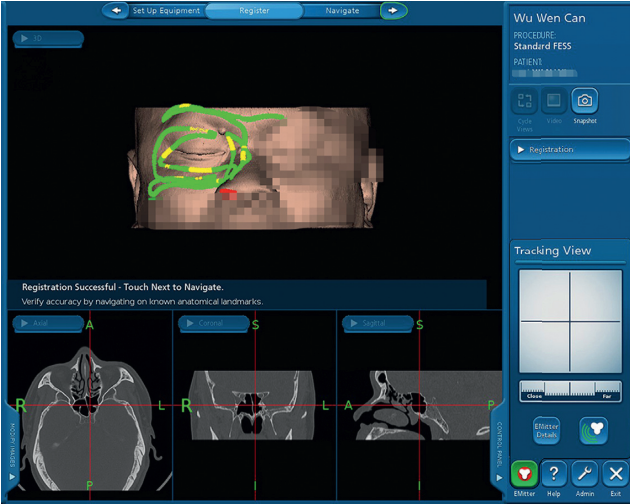 Set Up Equipment
Register
Navigate
Wu Wen Can
PROCEDURE:
Standard FESS
PATIENT:
3D
Cycle
Views
Video
Snapshot
Registration
Tracking View
Registration Successful - Touch Next to Navigate.
Verify accuracy by navigating on known anatomical landmarks.
Axial
Coronal
Sagittal
A
S
S
R
L
R
L
A
P
P
I
I
MODIFY IMAGES
CONTROL PANEL
Close
Far
EMitter
Details
EMitter
Help
Admin
Exit